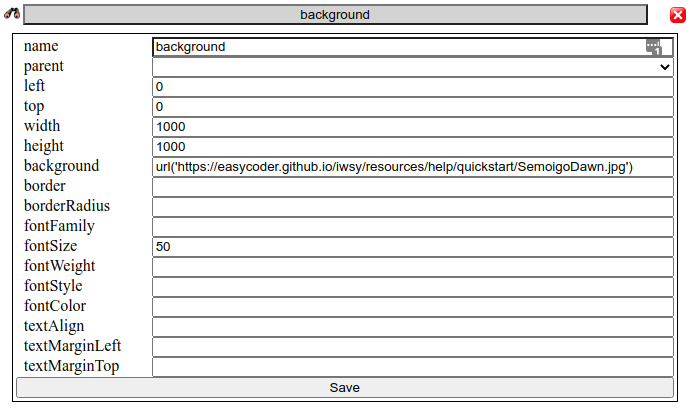 background
name background
parent
left 0
top 0
width 1000
height 1000
background url('https://easycoder.github.io/iwsy/resources/help/quickstart/SemoigoDawn.jpg')
border
borderRadius
fontFamily
fontSize 50
fontWeight
fontStyle
fontColor
textAlign
textMarginLeft
textMarginTop
Save